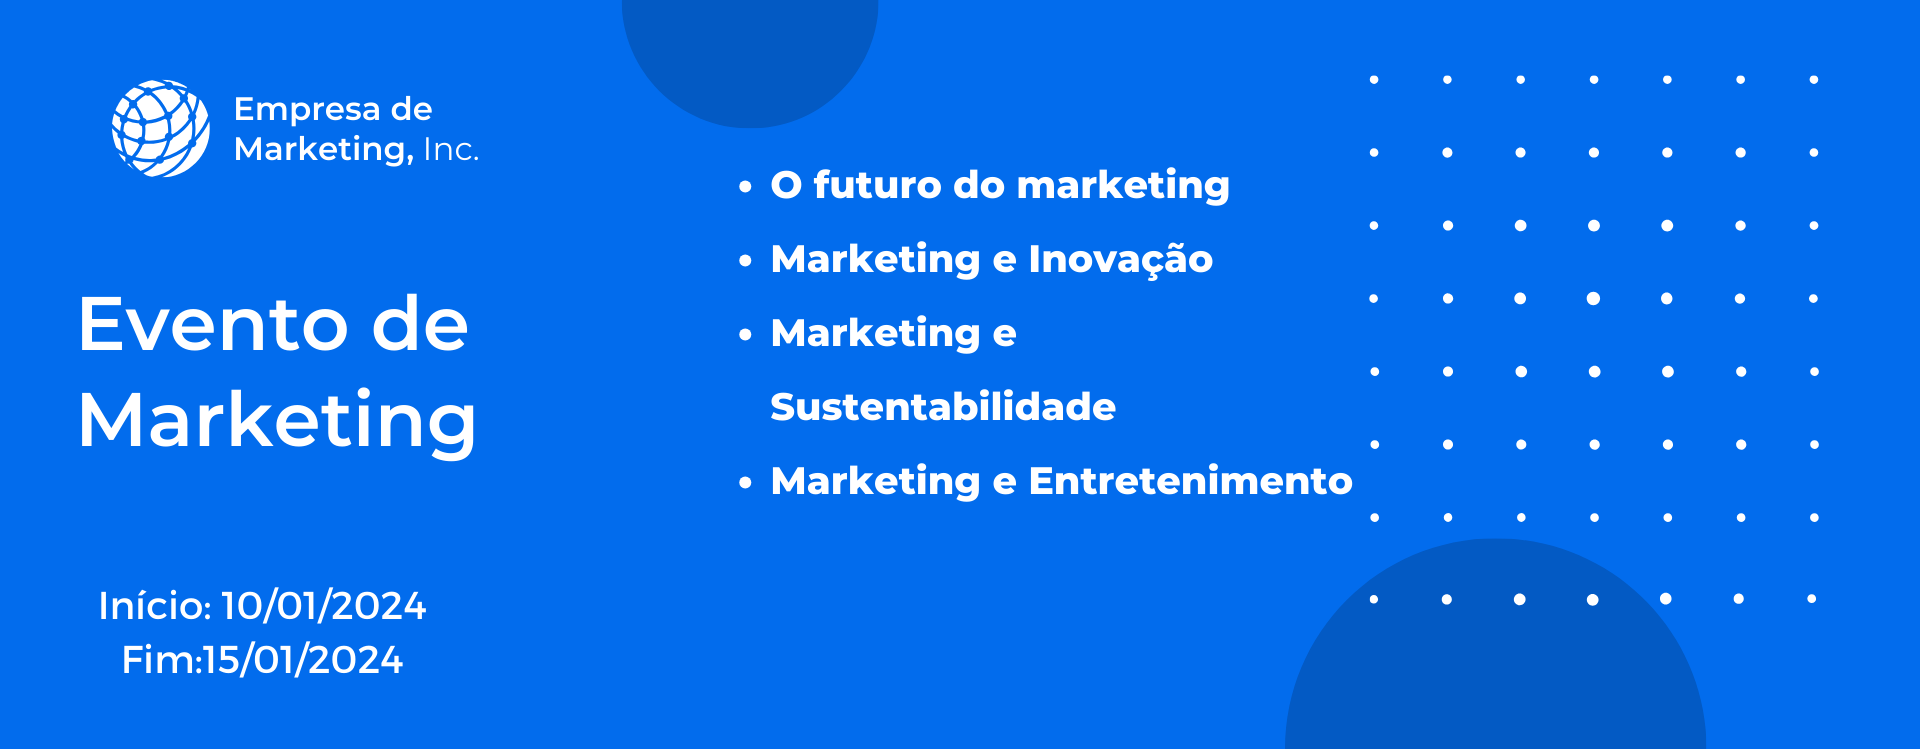 Empresa de
Marketing, Inc.
Evento de
Marketing
Início: 10/01/2024
Fim:15/01/2024
• O futuro do marketing
• Marketing e Inovação
• Marketing e
Sustentabilidade
• Marketing e Entretenimento